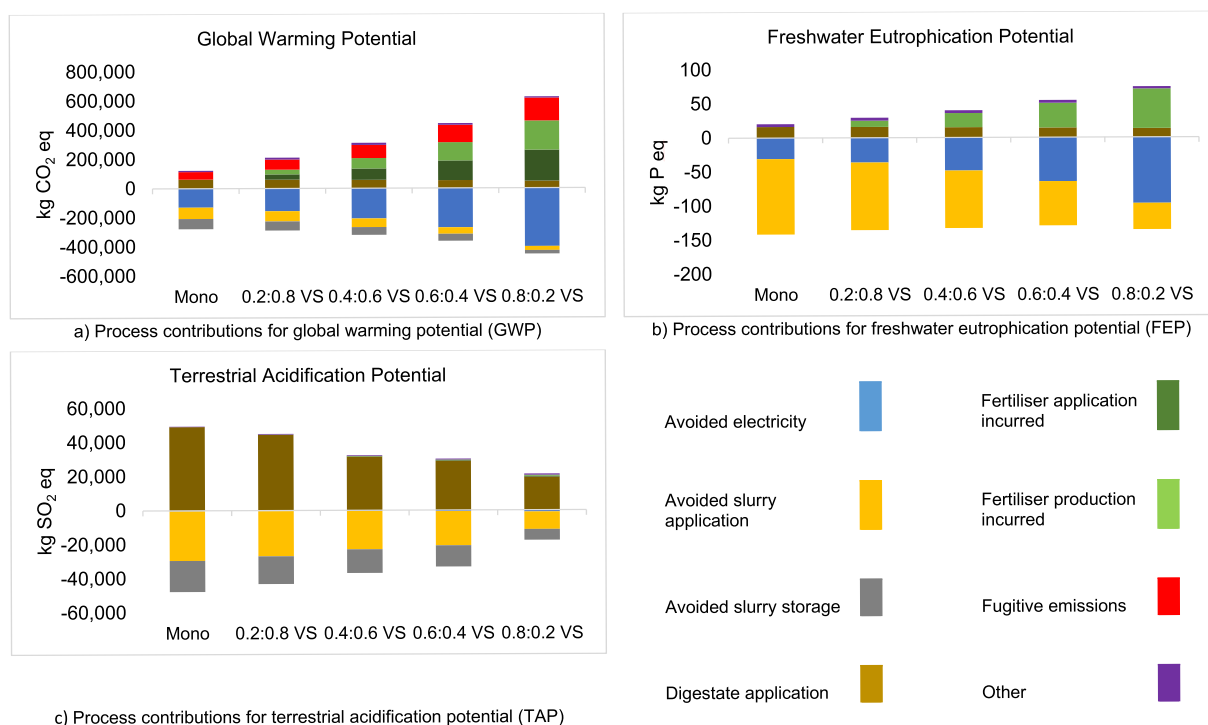 Global Warming Potential
kg CO₂ eq
800,000
600,000
400,000
200,000
0
-200,000
-400,000
-600,000
Mono 0.2:0.8 VS 0.4:0.6 VS 0.6:0.4 VS 0.8:0.2 VS
a) Process contributions for global warming potential (GWP)
Freshwater Eutrophication Potential
kg P eq
100
50
0
-50
-100
-150
-200
Mono 0.2:0.8 VS 0.4:0.6 VS 0.6:0.4 VS 0.8:0.2 VS
b) Process contributions for freshwater eutrophication potential (FEP)
Terrestrial Acidification Potential
kg SO₂ eq
60,000
40,000
20,000
0
-20,000
-40,000
-60,000
Mono 0.2:0.8 VS 0.4:0.6 VS 0.6:0.4 VS 0.8:0.2 VS
c) Process contributions for terrestrial acidification potential (TAP)
Avoided electricity
Avoided slurry
application
Avoided slurry storage
Digestate application
Fertiliser application
incurred
Fertiliser production
incurred
Fugitive emissions
Other